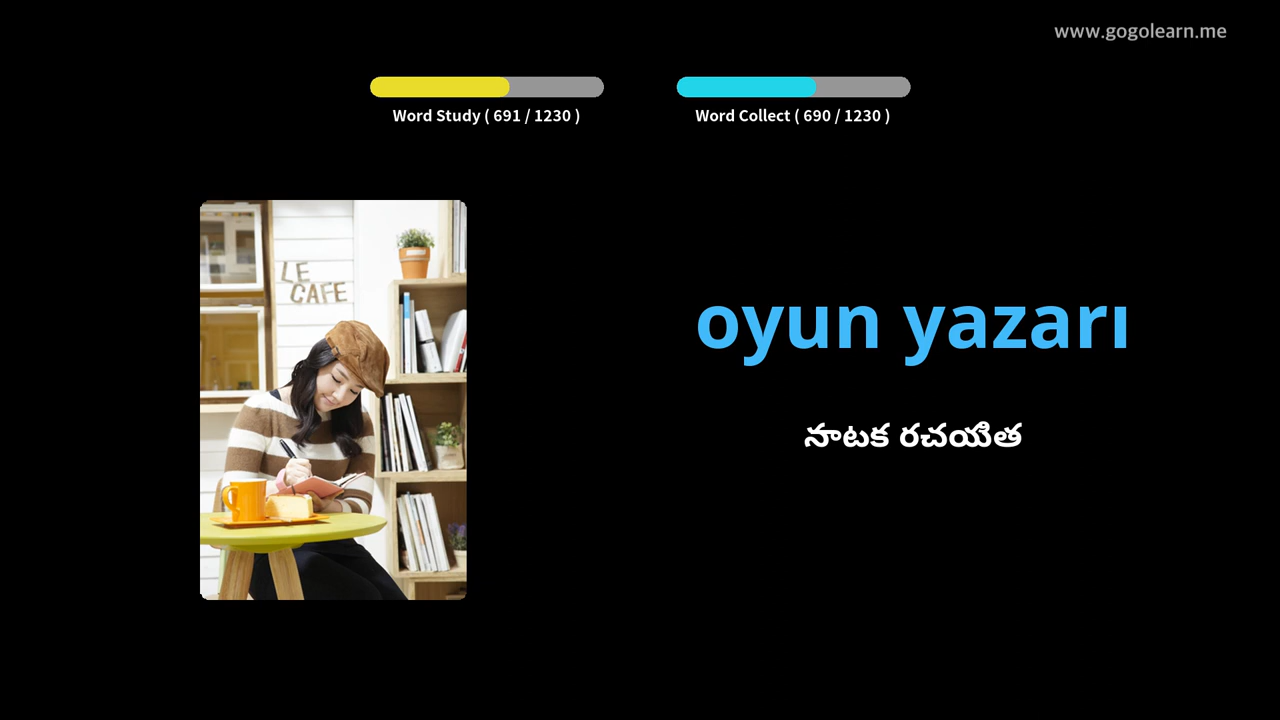 www.gogolearn.me
Word Study ( 691 / 1230 )
Word Collect ( 690 / 1230 )
LE
CAFE
oyun yazarı
నాటక రచయిత